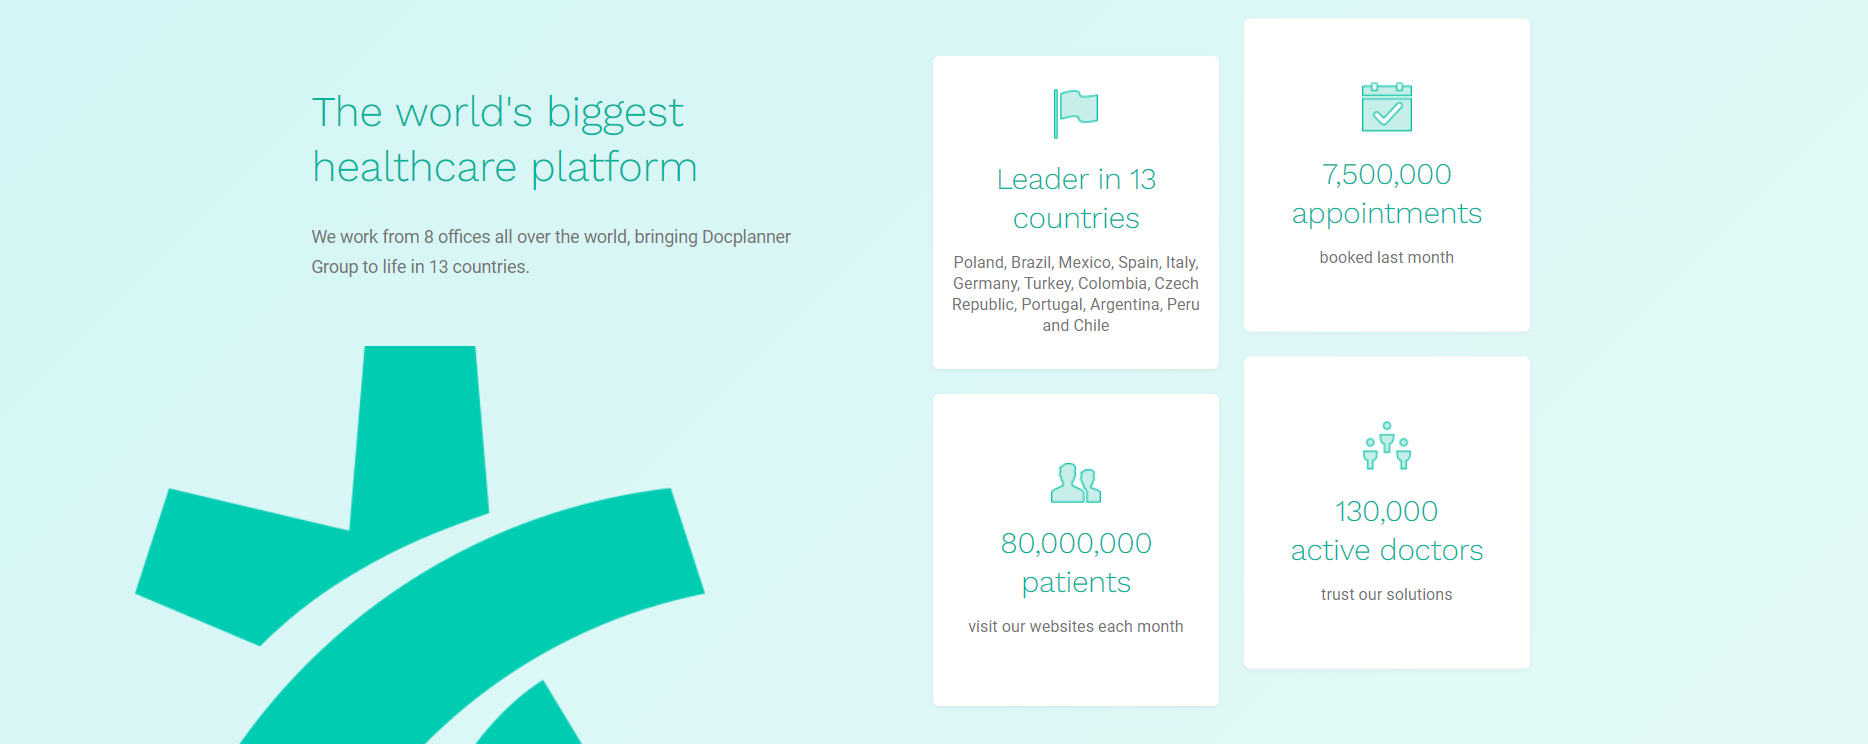 The world's biggest
healthcare platform
We work from 8 offices all over the world, bringing Docplanner
Group to life in 13 countries.
Leader in 13
countries
Poland, Brazil, Mexico, Spain, Italy,
Germany, Turkey, Colombia, Czech
Republic, Portugal, Argentina, Peru
and Chile
7,500,000
appointments
booked last month
80,000,000
patients
visit our websites each month
130,000
active doctors
trust our solutions